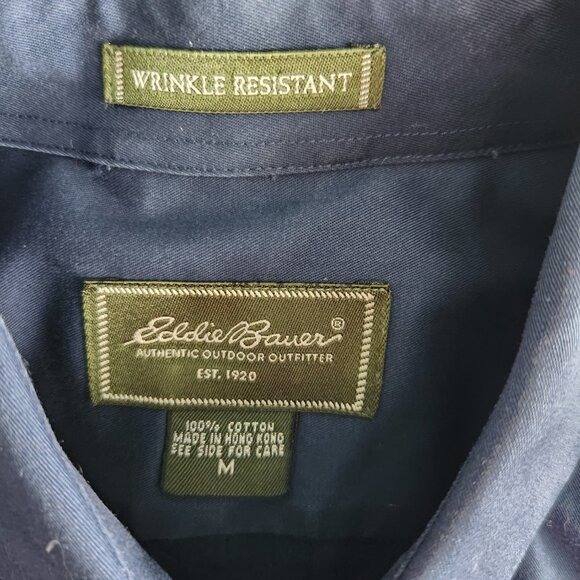 WRINKLE RESISTANT
Eddie Bauer®
AUTHENTIC OUTDOOR OUTFITTER
EST. 1920
100% COTTON
MADE IN HONG KONG
SEE SIDE FOR CARE
M